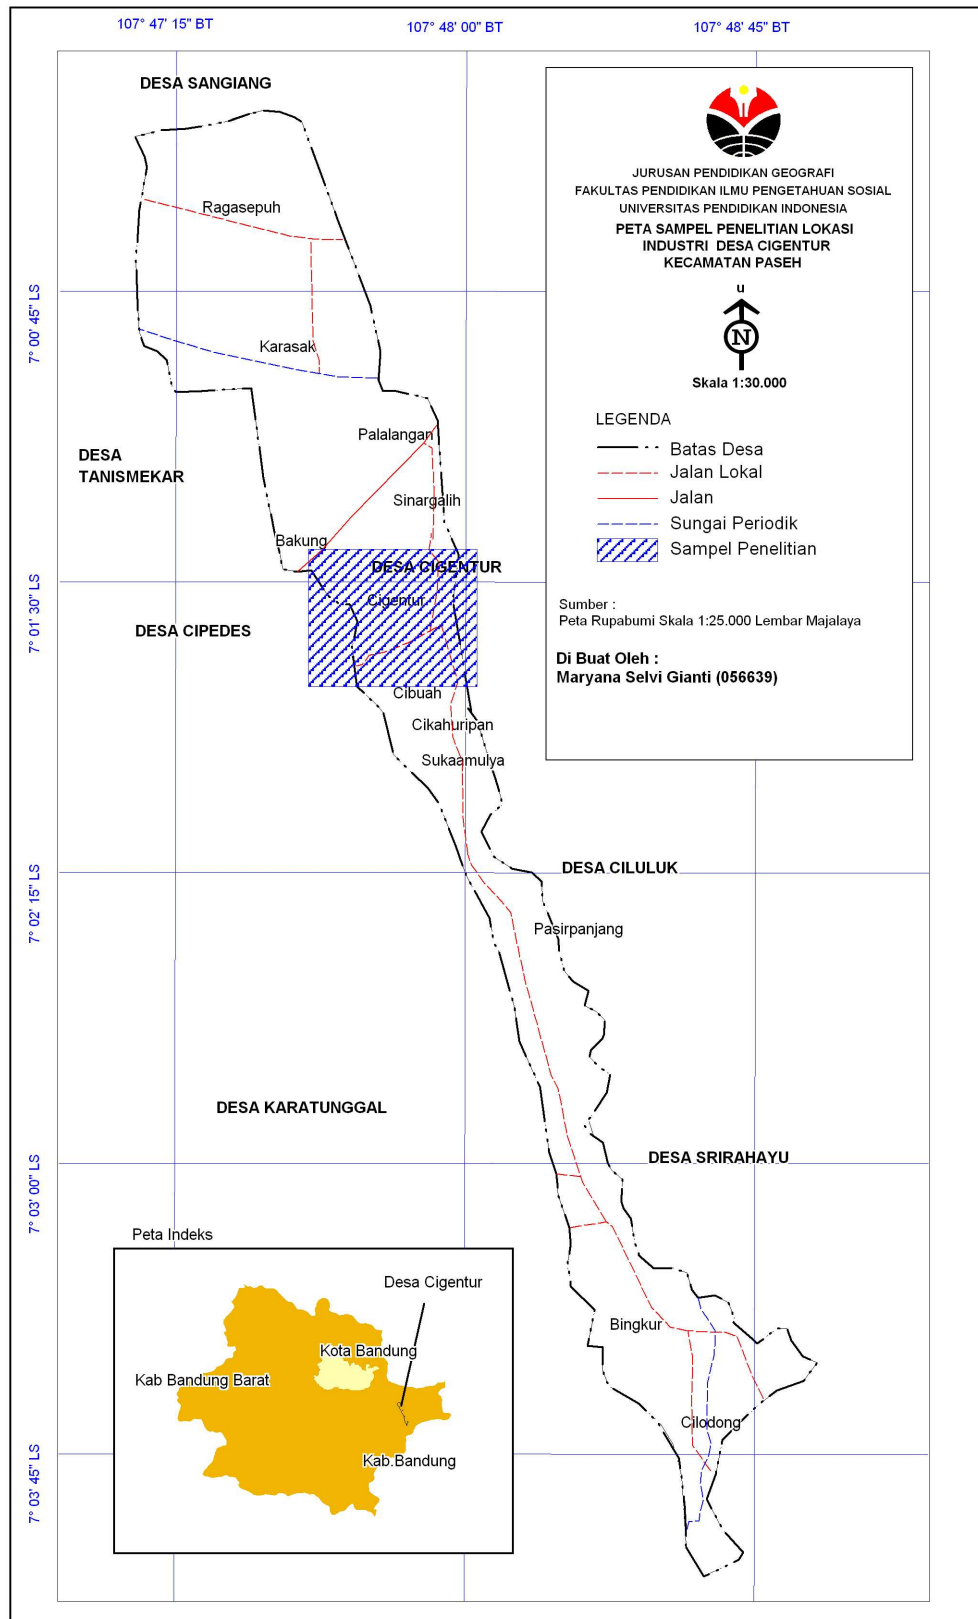 107° 47' 15" BT
107° 48' 00" BT
107° 48' 45" BT
DESA SANGIANG
Ragasepuh
7° 00' 45" LS
Karasak
Palalangan
DESA
TANISMEKAR
Sinargalih
Bakung
DESA CIGENTUR
7° 01' 30" LS
Cigentur
DESA CIPEDES
Cibuah
Cikahuripan
Sukaamulya
7° 02' 15" LS
DESA CILULUK
Pasirpanjang
DESA KARATUNGGAL
DESA SRIRAHAYU
7° 03' 00" LS
Bingkur
Cilodong
7° 03' 45" LS
JURUSAN PENDIDIKAN GEOGRAFI
FAKULTAS PENDIDIKAN ILMU PENGETAHUAN SOSIAL
UNIVERSITAS PENDIDIKAN INDONESIA
PETA SAMPEL PENELITIAN LOKASI
INDUSTRI DESA CIGENTUR
KECAMATAN PASEH
u
N
Skala 1:30.000
LEGENDA
Batas Desa
Jalan Lokal
Jalan
Sungai Periodik
Sampel Penelitian
Sumber :
Peta Rupabumi Skala 1:25.000 Lembar Majalaya
Di Buat Oleh :
Maryana Selvi Gianti (056639)
Peta Indeks
Desa Cigentur
Kota Bandung
Kab Bandung Barat
Kab.Bandung